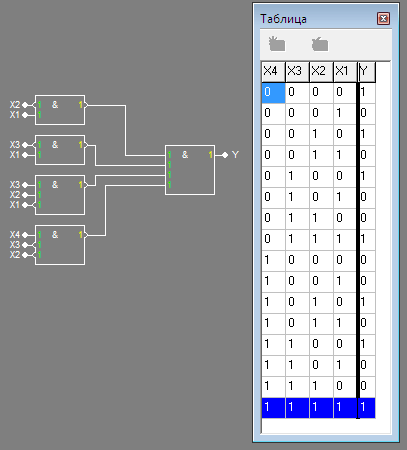 Таблица
X4 X3 X2 X1 Y
0 0 0 0 1
0 0 0 1 0
0 0 1 0 1
0 0 1 1 0
0 1 0 0 0
0 1 0 1 0
0 1 1 0 0
0 1 1 1 1
1 0 0 0 0
1 0 0 1 0
1 0 1 0 0
1 0 1 1 1
1 1 0 0 0
1 1 0 1 1
1 1 1 0 0
1 1 1 1 1
X2 1 & 1
X1 1
X3 1 & 1
X1 1
X3 1 & 1
X2 1
X1 1
X4 1 & 1
X3 1
X2 1
1 & 1 Y
1
1
1